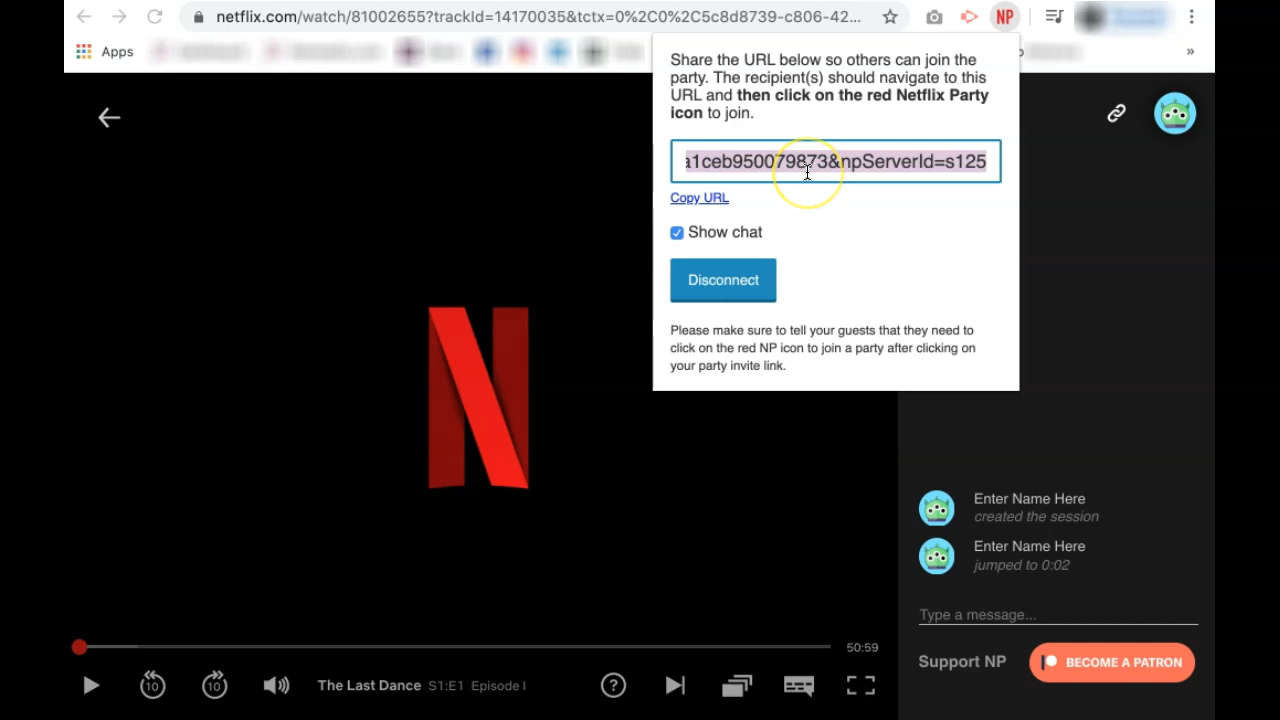 netflix.com/watch/81002655?trackId=14170035&tctx=0%2C0%2C5c8d8739-c806-42...
NP
Apps
Share the URL below so others can join the
party. The recipient(s) should navigate to this
URL and then click on the red Netflix Party
icon to join.
a1ceb950079873&npServerId=s125
Copy URL
Show chat
Disconnect
Please make sure to tell your guests that they need to
click on the red NP icon to join a party after clicking on
your party invite link.
N
Enter Name Here
created the session
Enter Name Here
jumped to 0:02
Type a message...
50:59
Support NP
BECOME A PATRON
10
10
The Last Dance S1:E1 Episode I
?